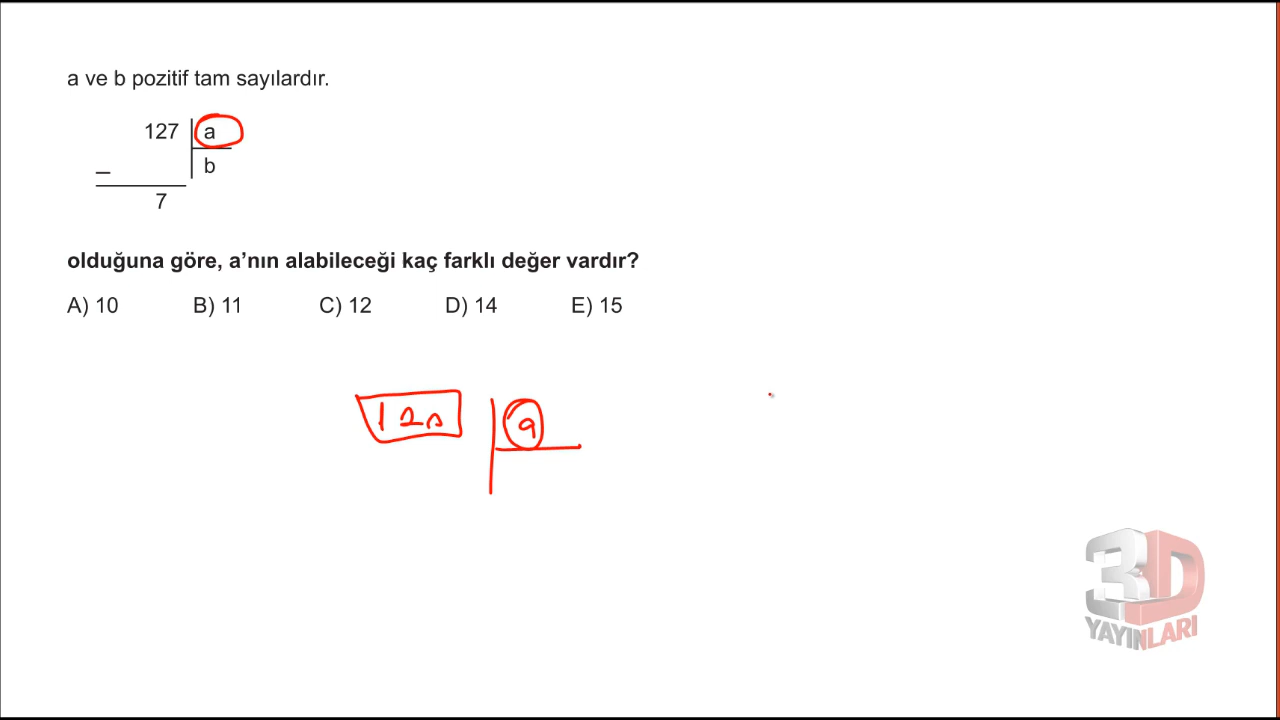 a ve b pozitif tam sayılardır.
127 a
b
–
7
olduğuna göre, a’nın alabileceği kaç farklı değer vardır?
A) 10 B) 11 C) 12 D) 14 E) 15
120 a
3D
YAYINLARI